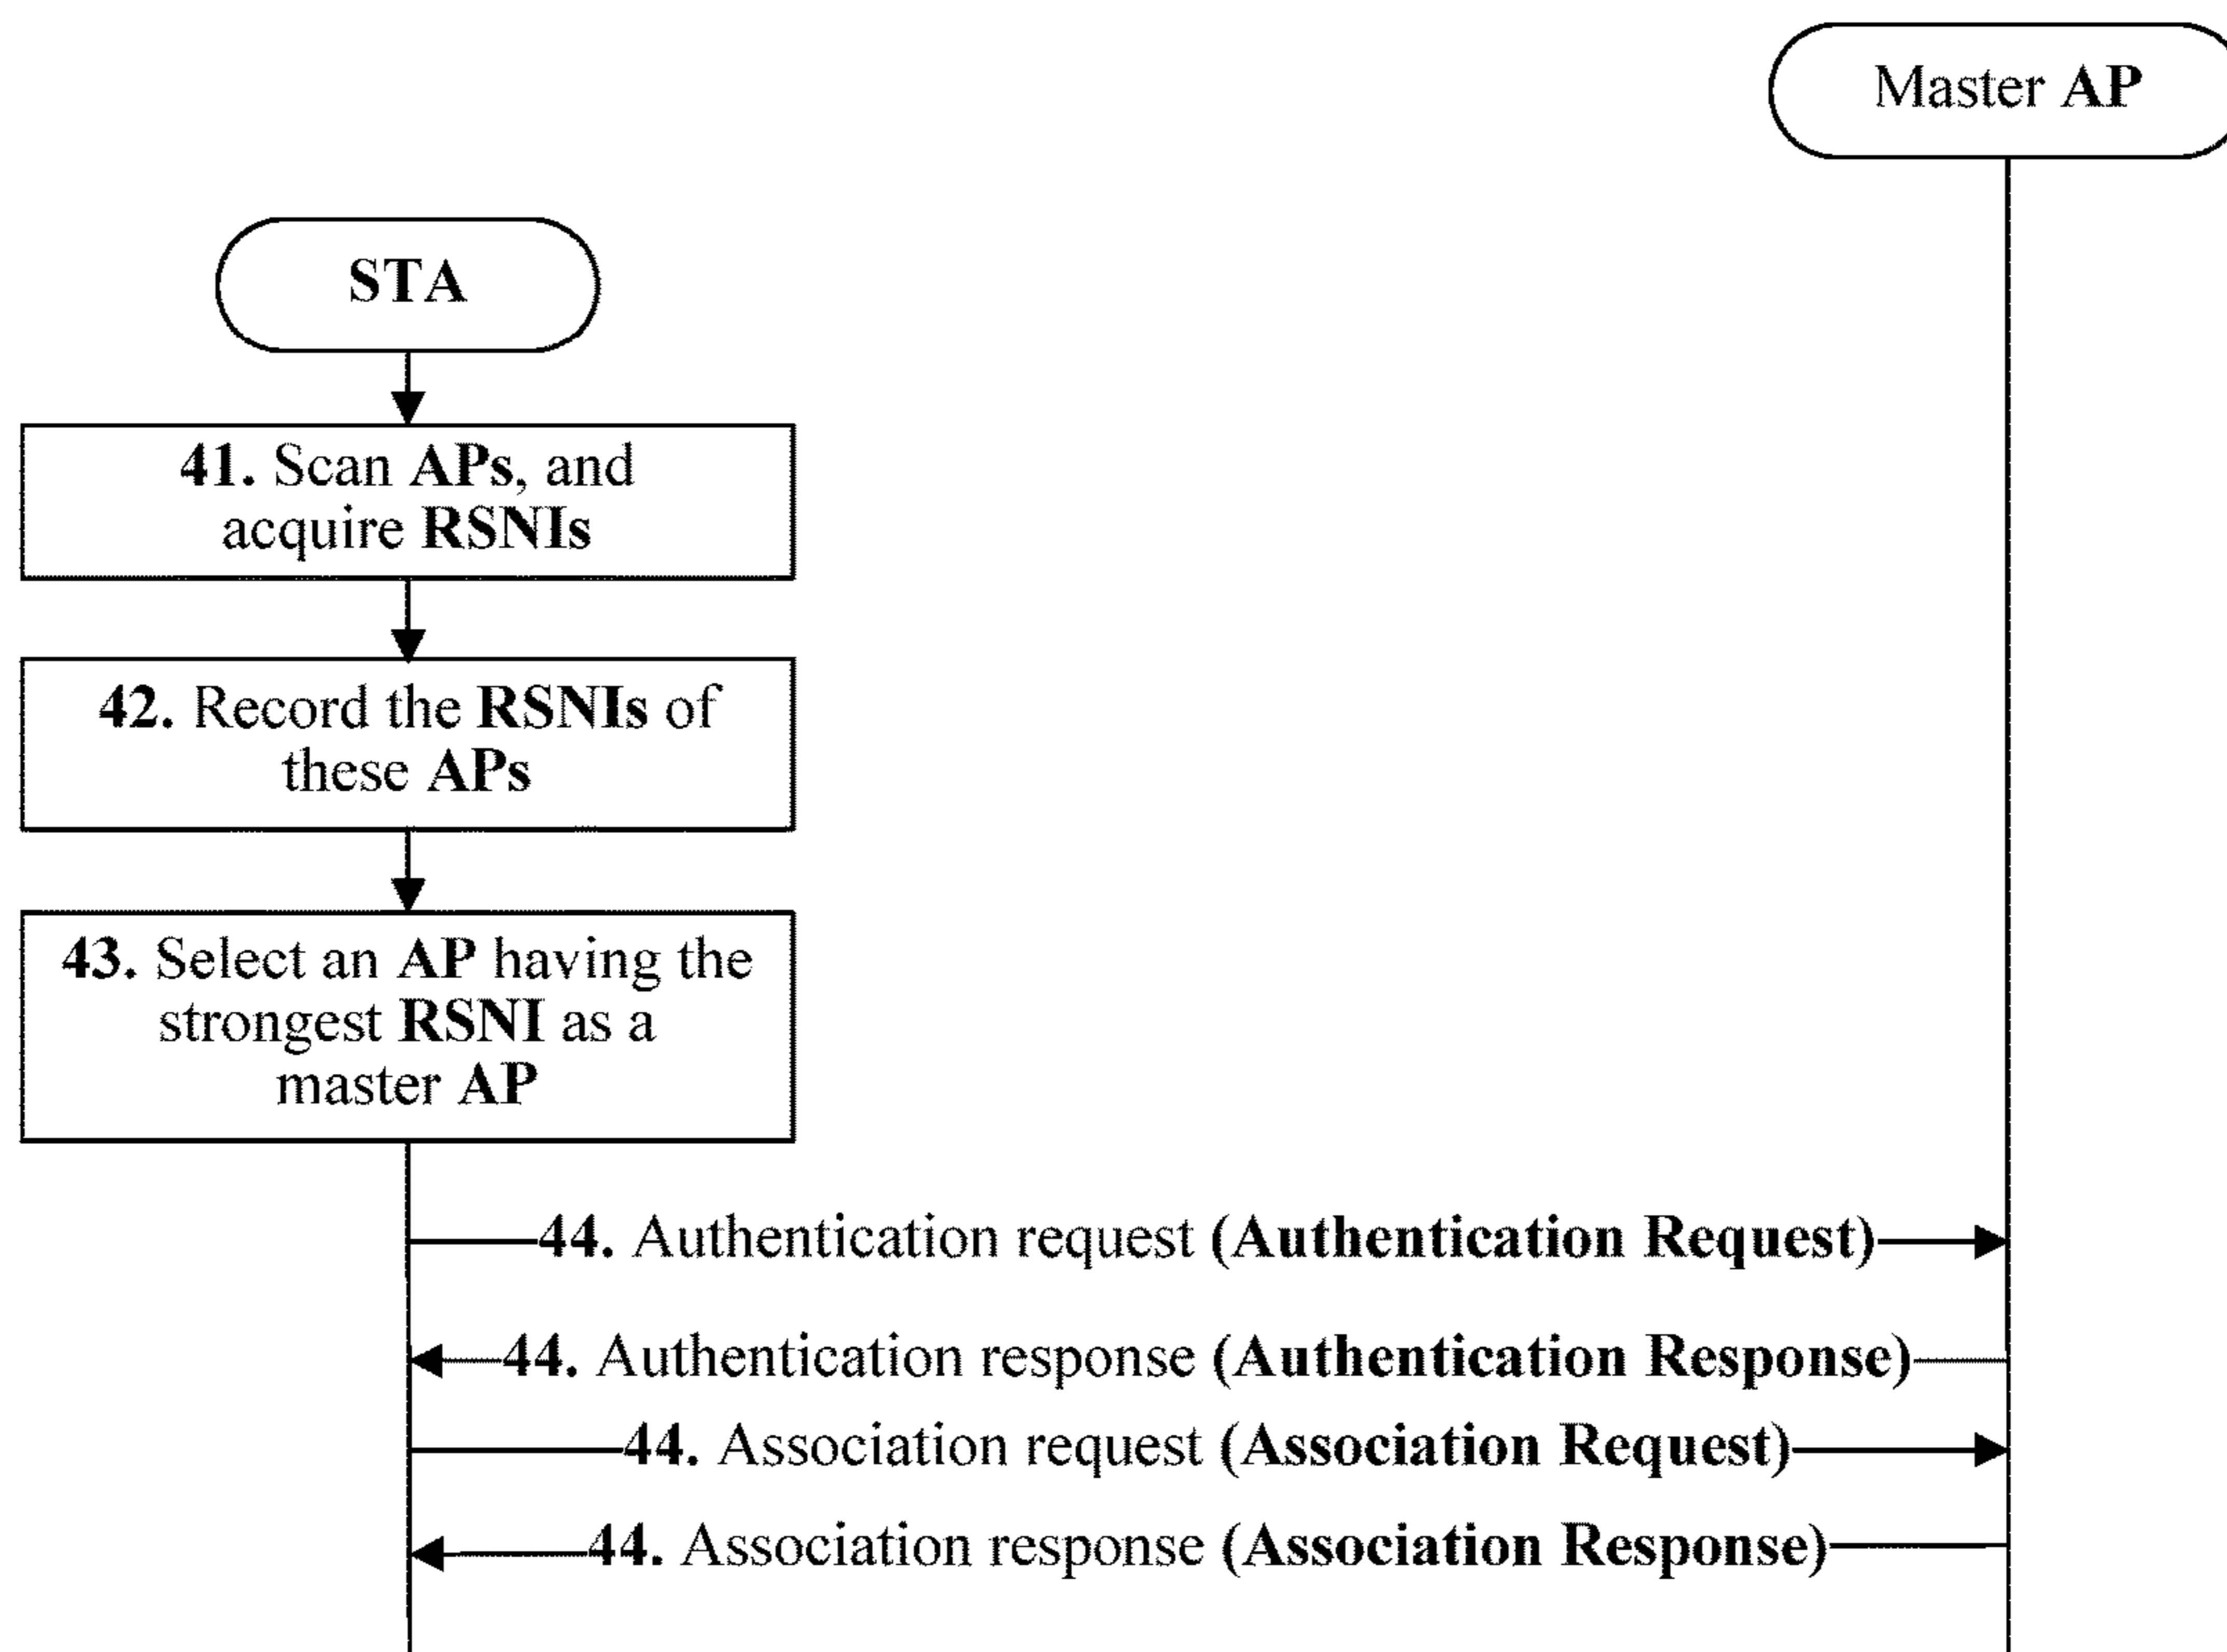 Master AP
STA
41. Scan APs, and
acquire RSNIs
42. Record the RSNIs of
these APs
43. Select an AP having the
strongest RSNI as a
master AP
44. Authentication request (Authentication Request)
44. Authentication response (Authentication Response)
44. Association request (Association Request)
44. Association response (Association Response)